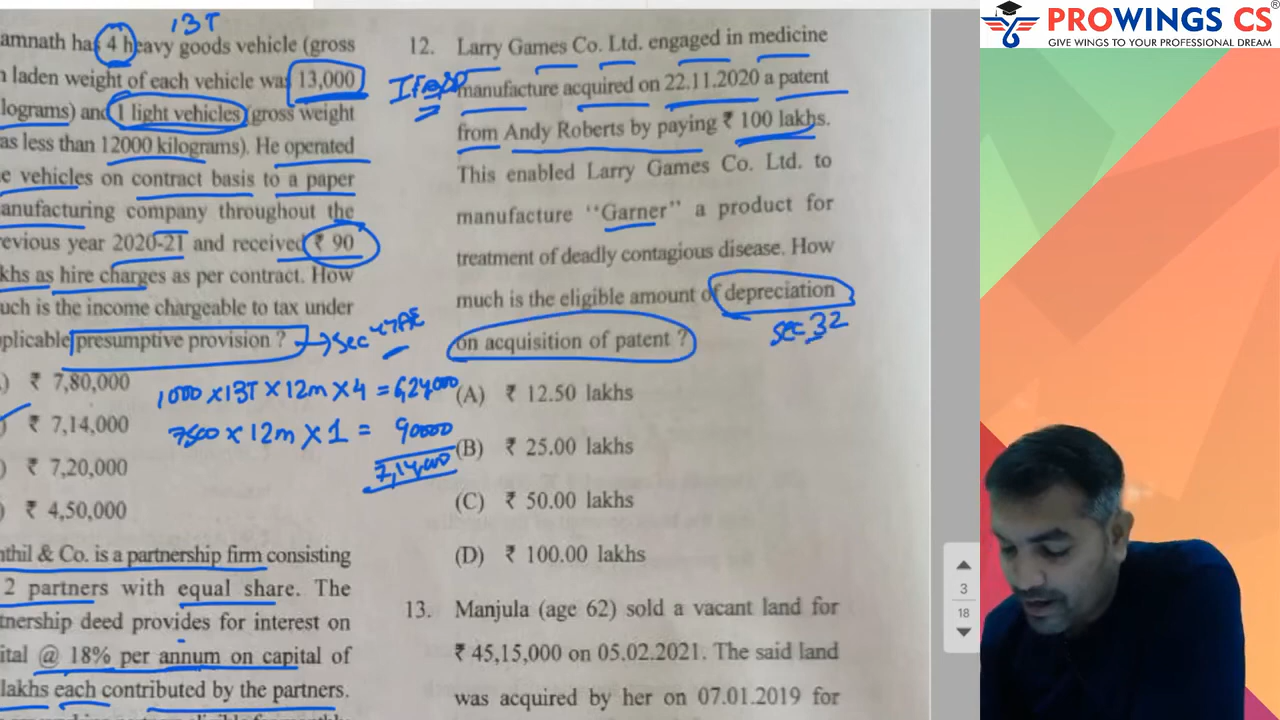 13T
amnath has 4 heavy goods vehicle (gross
n laden weight of each vehicle was 13,000
lograms) and 1 light vehicles (gross weight
as less than 12000 kilograms). He operated
e vehicles on contract basis to a paper
anufacturing company throughout the
revious year 2020-21 and received ₹ 90
khs as hire charges as per contract. How
uch is the income chargeable to tax under
plicable presumptive provision ?
→ Sec 44AE
) ₹ 7,80,000
) ₹ 7,14,000
) ₹ 7,20,000
) ₹ 4,50,000
1000 × 13T × 12m × 4 = 6,24,000
7500 × 12m × 1 = 90000
7,14,000
nthil & Co. is a partnership firm consisting
2 partners with equal share. The
tnership deed provides for interest on
ital @ 18% per annum on capital of
lakhs each contributed by the partners.
12. Larry Games Co. Ltd. engaged in medicine
manufacture acquired on 22.11.2020 a patent
from Andy Roberts by paying ₹ 100 lakhs.
This enabled Larry Games Co. Ltd. to
manufacture ‘‘Garner’’ a product for
treatment of deadly contagious disease. How
much is the eligible amount of depreciation
on acquisition of patent ?
Sec 32
(A) ₹ 12.50 lakhs
(B) ₹ 25.00 lakhs
(C) ₹ 50.00 lakhs
(D) ₹ 100.00 lakhs
13. Manjula (age 62) sold a vacant land for
₹ 45,15,000 on 05.02.2021. The said land
was acquired by her on 07.01.2019 for
3
18
PROWINGS CS®
GIVE WINGS TO YOUR PROFESSIONAL DREAM